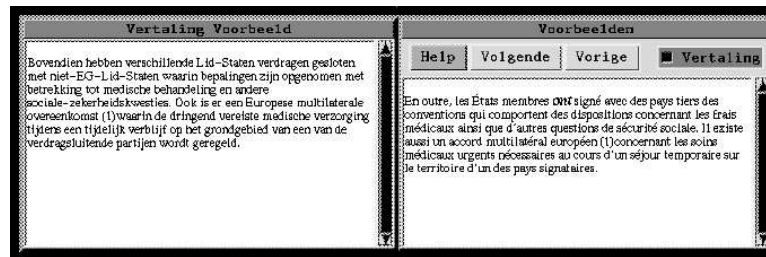 Vertaling Voorbeeld
Bovendien hebben verschillende Lid-Staten verdragen gesloten
met niet-EG-Lid-Staten waarin bepalingen zijn opgenomen met
betrekking tot medische behandeling en andere
sociale-zekerheidskwesties. Ook is er een Europese multilaterale
overeenkomst (1)waarin de dringend vereiste medische verzorging
tijdens een tijdelijk verblijf op het grondgebied van een van de
verdragsluitende partijen wordt geregeld.
Voorbeelden
Help Volgende Vorige Vertaling
En outre, les États membres ont signé avec des pays tiers des
conventions qui comportent des dispositions concernant les frais
médicaux ainsi que d'autres questions de sécurité sociale. Il existe
aussi un accord multilatéral européen (1)concernant les soins
médicaux urgents nécessaires au cours d'un séjour temporaire sur
le territoire d'un des pays signataires.